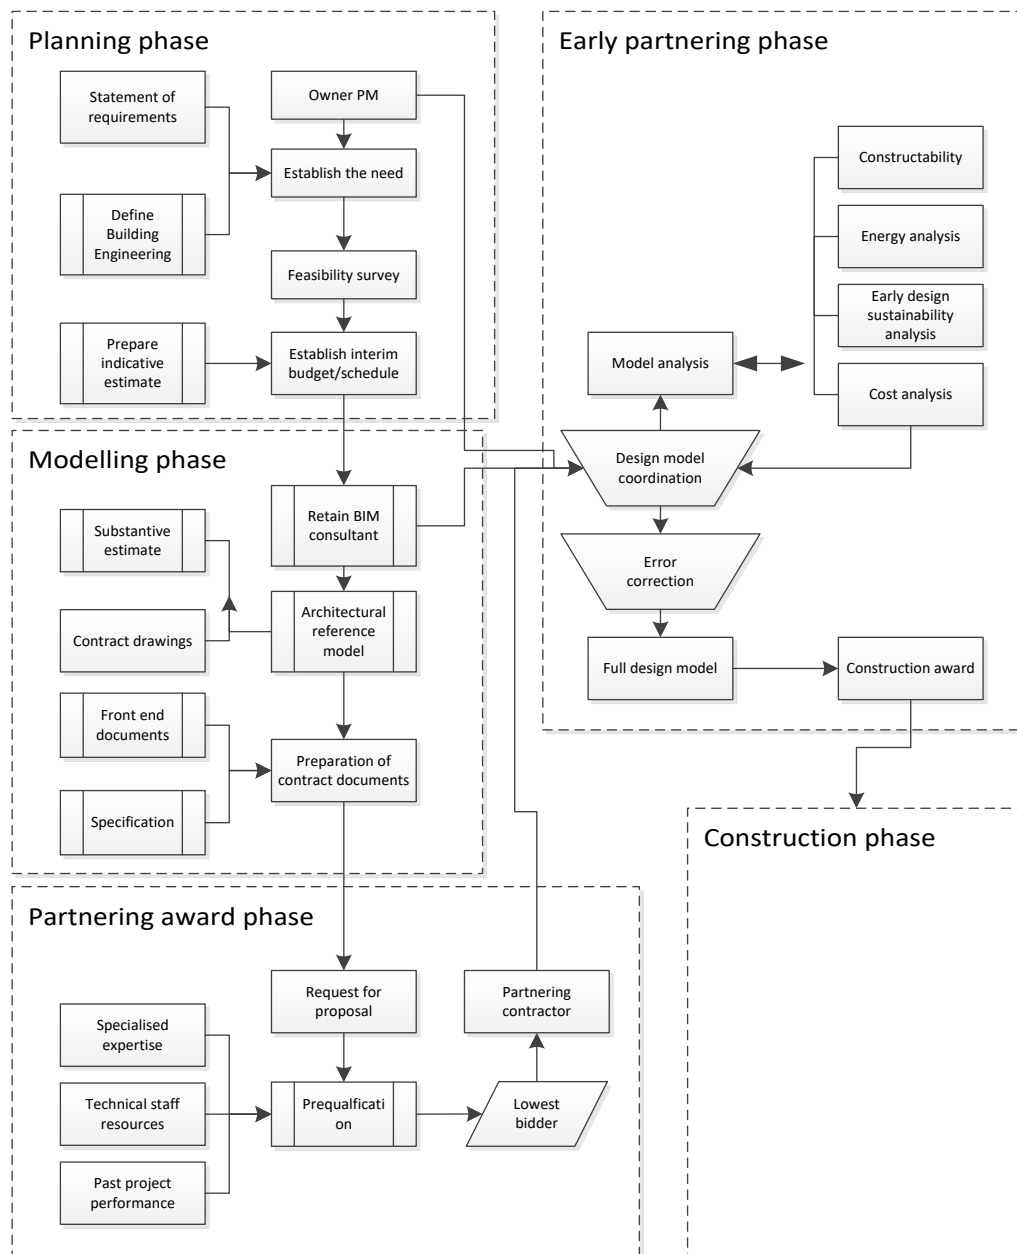 Planning phase
Statement of
requirements
Owner PM
Establish the need
Define
Building
Engineering
Feasibility survey
Prepare
indicative
estimate
Establish interim
budget/schedule
Modelling phase
Retain BIM
consultant
Substantive
estimate
Architectural
reference
model
Contract drawings
Front end
documents
Preparation of
contract documents
Specification
Partnering award phase
Request for
proposal
Partnering
contractor
Specialised
expertise
Technical staff
resources
Prequalficati
on
Lowest
bidder
Past project
performance
Early partnering phase
Constructability
Energy analysis
Early design
sustainability
analysis
Model analysis
Cost analysis
Design model
coordination
Error
correction
Full design model
Construction award
Construction phase